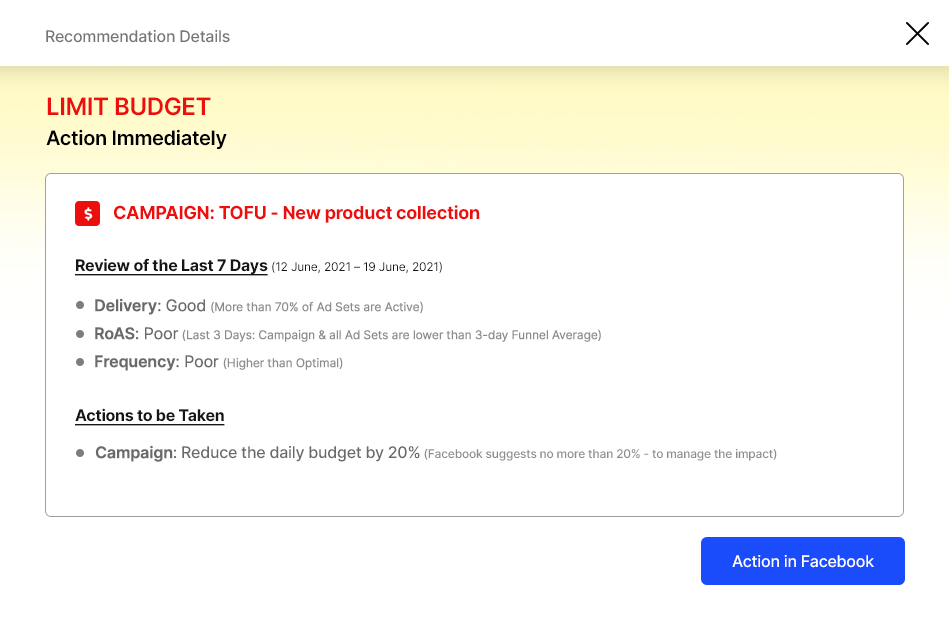 Recommendation Details
LIMIT BUDGET
Action Immediately
$ CAMPAIGN: TOFU - New product collection
Review of the Last 7 Days (12 June, 2021 – 19 June, 2021)
Delivery: Good (More than 70% of Ad Sets are Active)
RoAS: Poor (Last 3 Days: Campaign & all Ad Sets are lower than 3-day Funnel Average)
Frequency: Poor (Higher than Optimal)
Actions to be Taken
Campaign: Reduce the daily budget by 20% (Facebook suggests no more than 20% - to manage the impact)
Action in Facebook